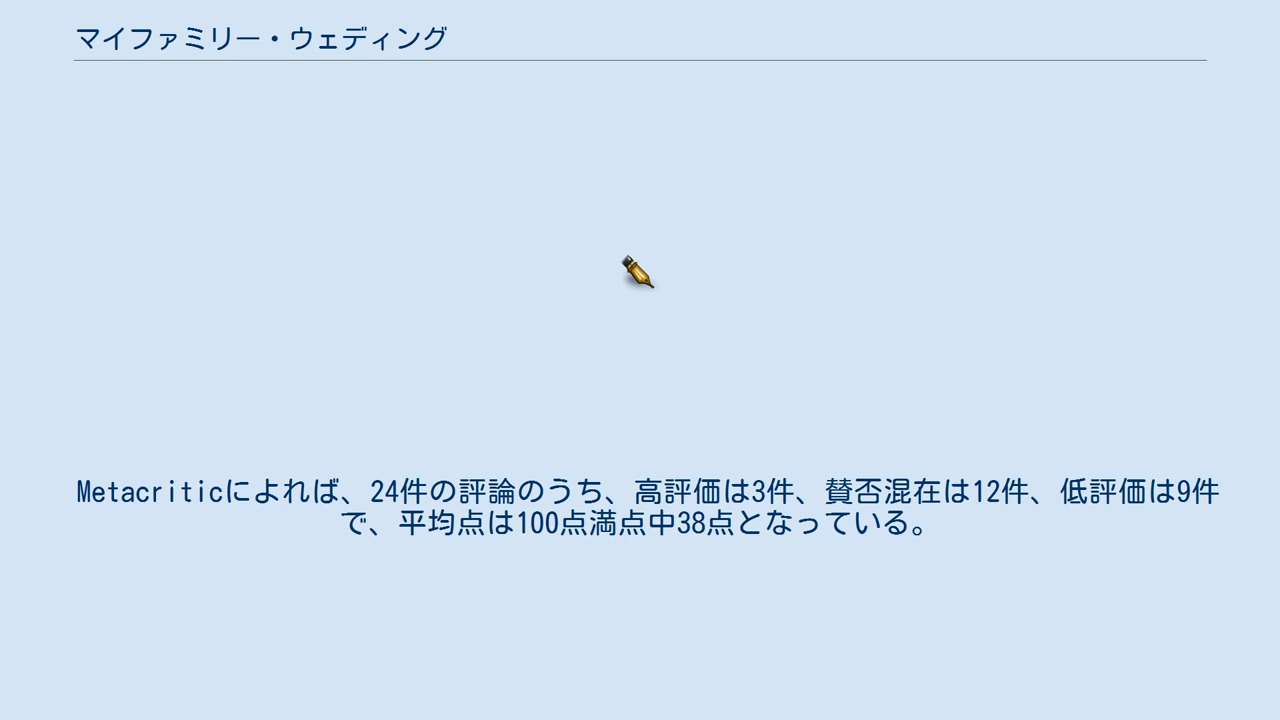 マイファミリー・ウェディング
Metacriticによれば、24件の評論のうち、高評価は3件、賛否混在は12件、低評価は9件
で、平均点は100点満点中38点となっている。